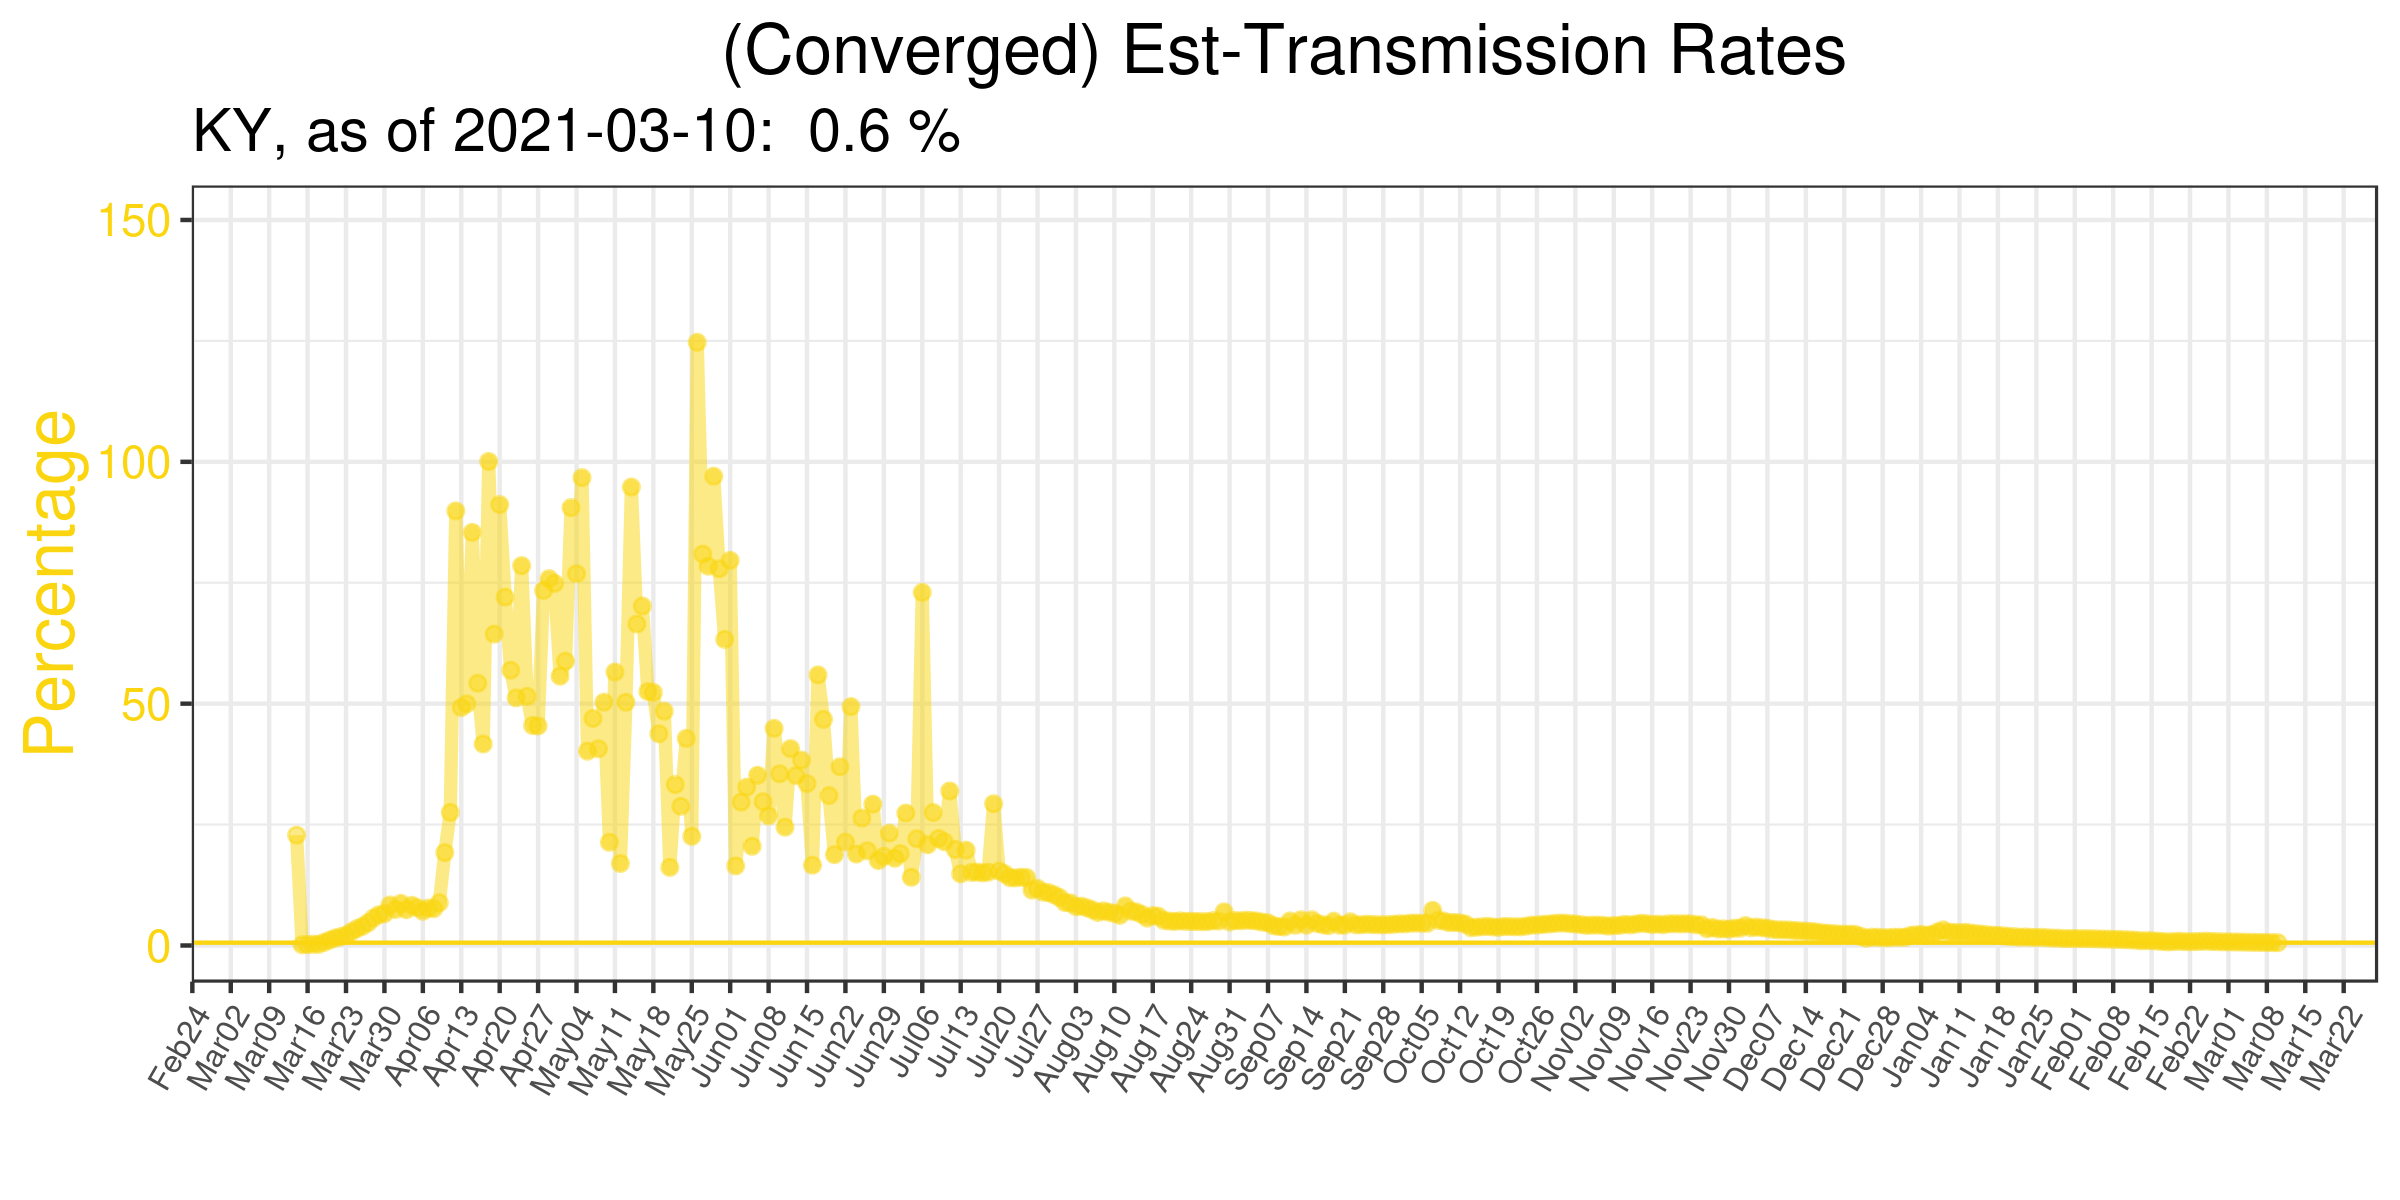 (Converged) Est-Transmission Rates
KY, as of 2021-03-10:  0.6 %
Percentage
150
100
50
0
Feb24
Mar02
Mar09
Mar16
Mar23
Mar30
Apr06
Apr13
Apr20
Apr27
May04
May11
May18
May25
Jun01
Jun08
Jun15
Jun22
Jun29
Jul06
Jul13
Jul20
Jul27
Aug03
Aug10
Aug17
Aug24
Aug31
Sep07
Sep14
Sep21
Sep28
Oct05
Oct12
Oct19
Oct26
Nov02
Nov09
Nov16
Nov23
Nov30
Dec07
Dec14
Dec21
Dec28
Jan04
Jan11
Jan18
Jan25
Feb01
Feb08
Feb15
Feb22
Mar01
Mar08
Mar15
Mar22